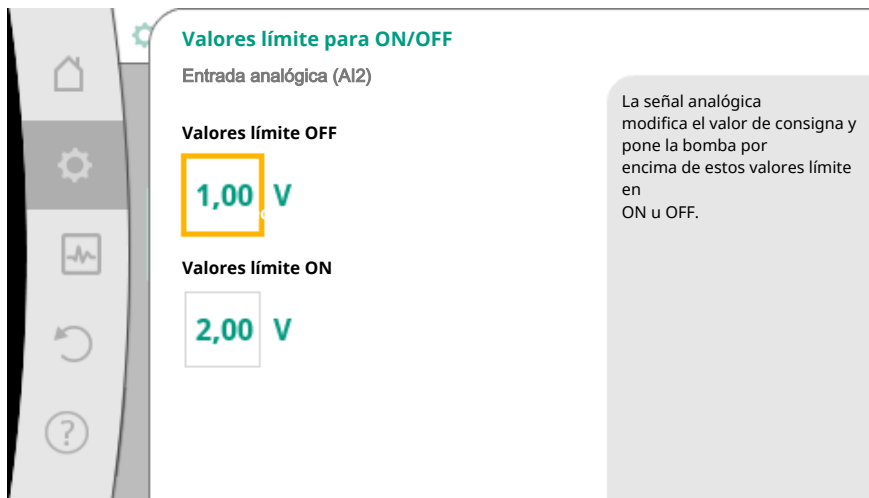 Valores límite para ON/OFF
Entrada analógica (AI2)
Valores límite OFF
1,00 V
Valores límite ON
2,00 V
La señal analógica
modifica el valor de consigna y
pone la bomba por
encima de estos valores límite
en
ON u OFF.
?